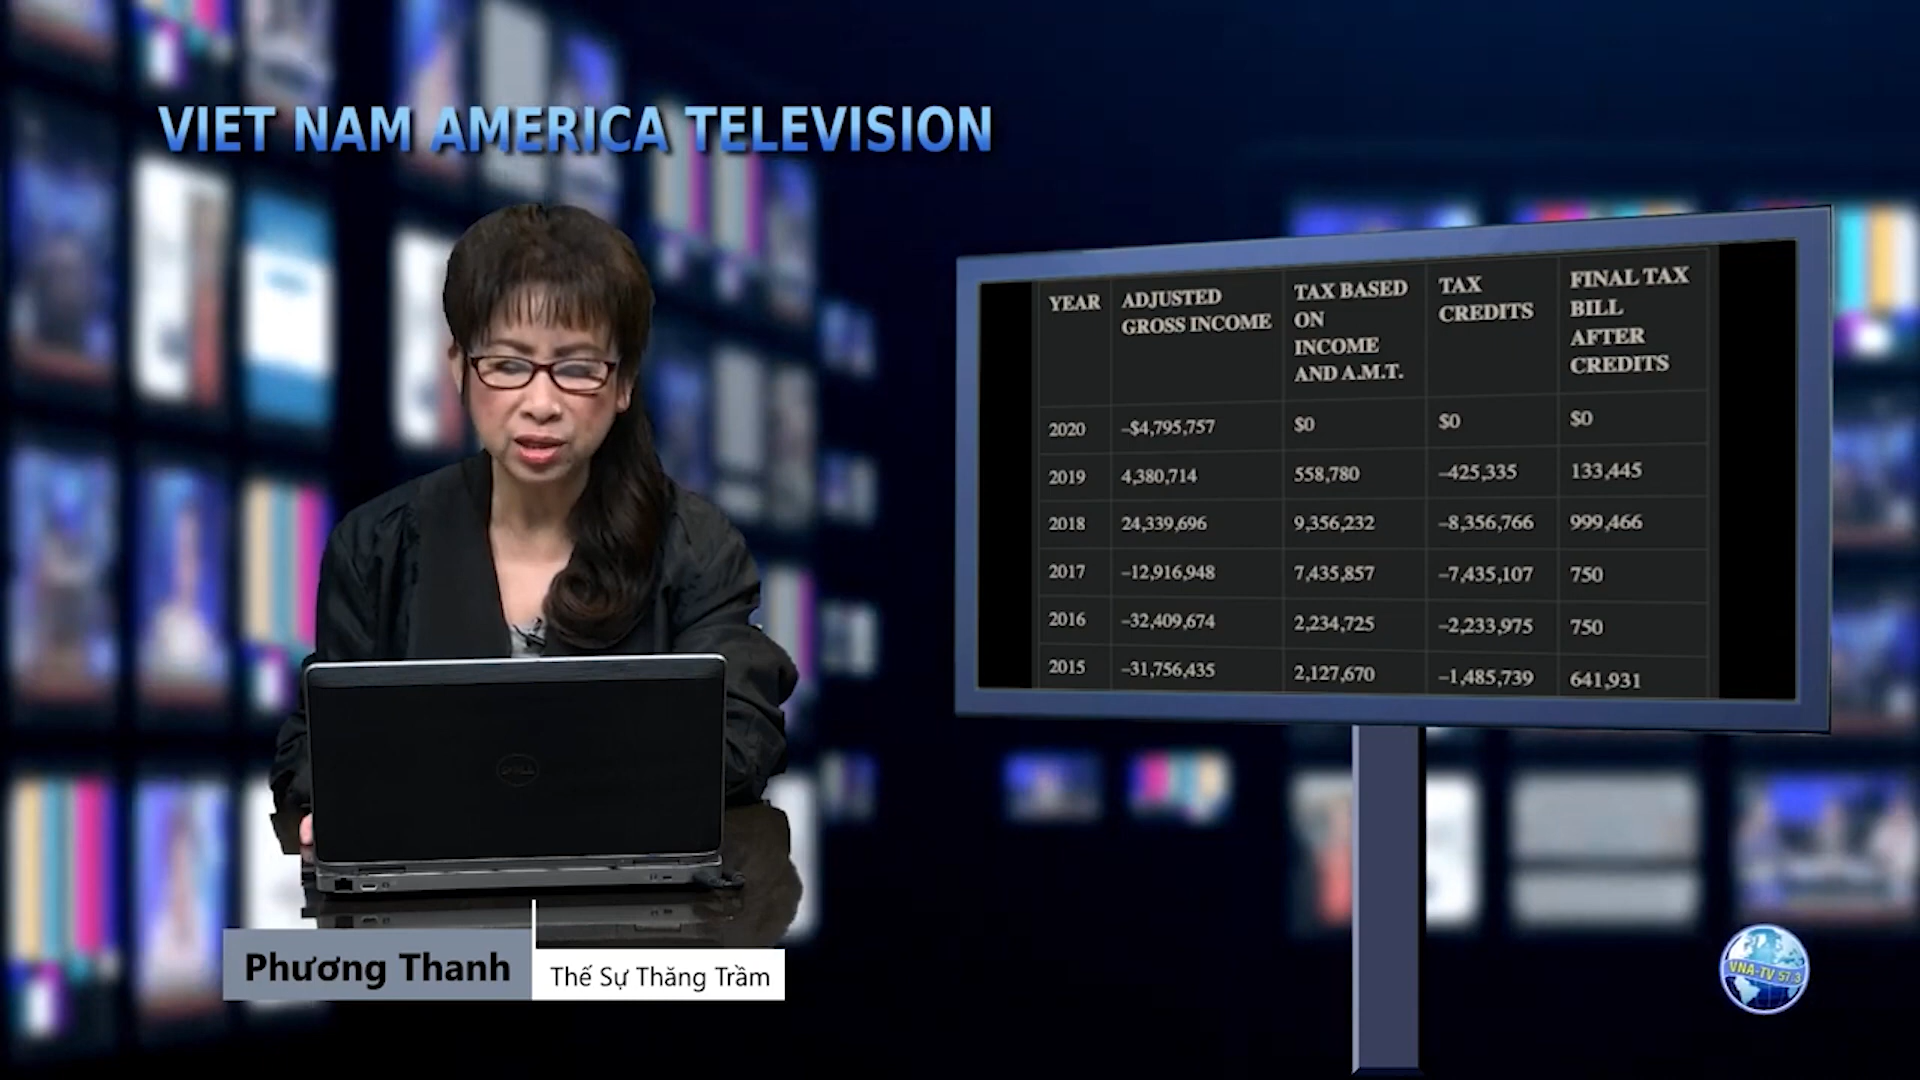 VIET NAM AMERICA TELEVISION
YEAR ADJUSTED GROSS INCOME TAX BASED ON INCOME AND A.M.T. TAX CREDITS FINAL TAX BILL AFTER CREDITS
2020 –$4,795,757 $0 $0 $0
2019 4,380,714 558,780 –425,335 133,445
2018 24,339,696 9,356,232 –8,356,766 999,466
2017 –12,916,948 7,435,857 –7,435,107 750
2016 –32,409,674 2,234,725 –2,233,975 750
2015 –31,756,435 2,127,670 –1,485,739 641,931
DELL
Phương Thanh
Thế Sự Thăng Trầm
VNA-TV 57.3